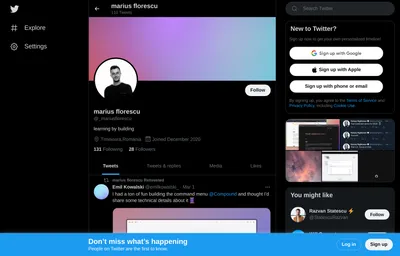 marius florescu
Explore
Settings
Search Twitter
Follow
marius florescu
learning by building
Timisoara, Romania
Joined December 2020
131 Following
28 Followers
Tweets
Tweets & replies
Media
Likes
marius florescu Retweeted
Emil Kowalski @emilkowalski_ · Mar 1
I had a ton of fun building the command menu @Compound and thought I'd
share some technical details about it
New to Twitter?
Sign up now to get your own personalized timeline!
Sign up with Google
Sign up with Apple
Sign up with phone or email
By signing up, you agree to the Terms of Service and
Privacy Policy, including Cookie Use.
You might like
Razvan Statescu
Follow
Don't miss what's happening
People on Twitter are the first to know.
Log in
Sign up